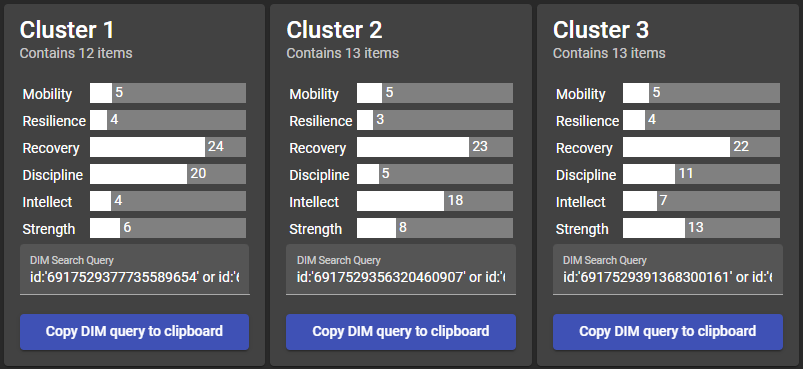 Cluster 1
Contains 12 items
Mobility 5
Resilience 4
Recovery 24
Discipline 20
Intellect 4
Strength 6
DIM Search Query
id:'6917529377735589654' or id:'6
Copy DIM query to clipboard
Cluster 2
Contains 13 items
Mobility 5
Resilience 3
Recovery 23
Discipline 5
Intellect 18
Strength 8
DIM Search Query
id:'6917529356320460907' or id:'6
Copy DIM query to clipboard
Cluster 3
Contains 13 items
Mobility 5
Resilience 4
Recovery 22
Discipline 11
Intellect 7
Strength 13
DIM Search Query
id:'6917529391368300161' or id:'6
Copy DIM query to clipboard